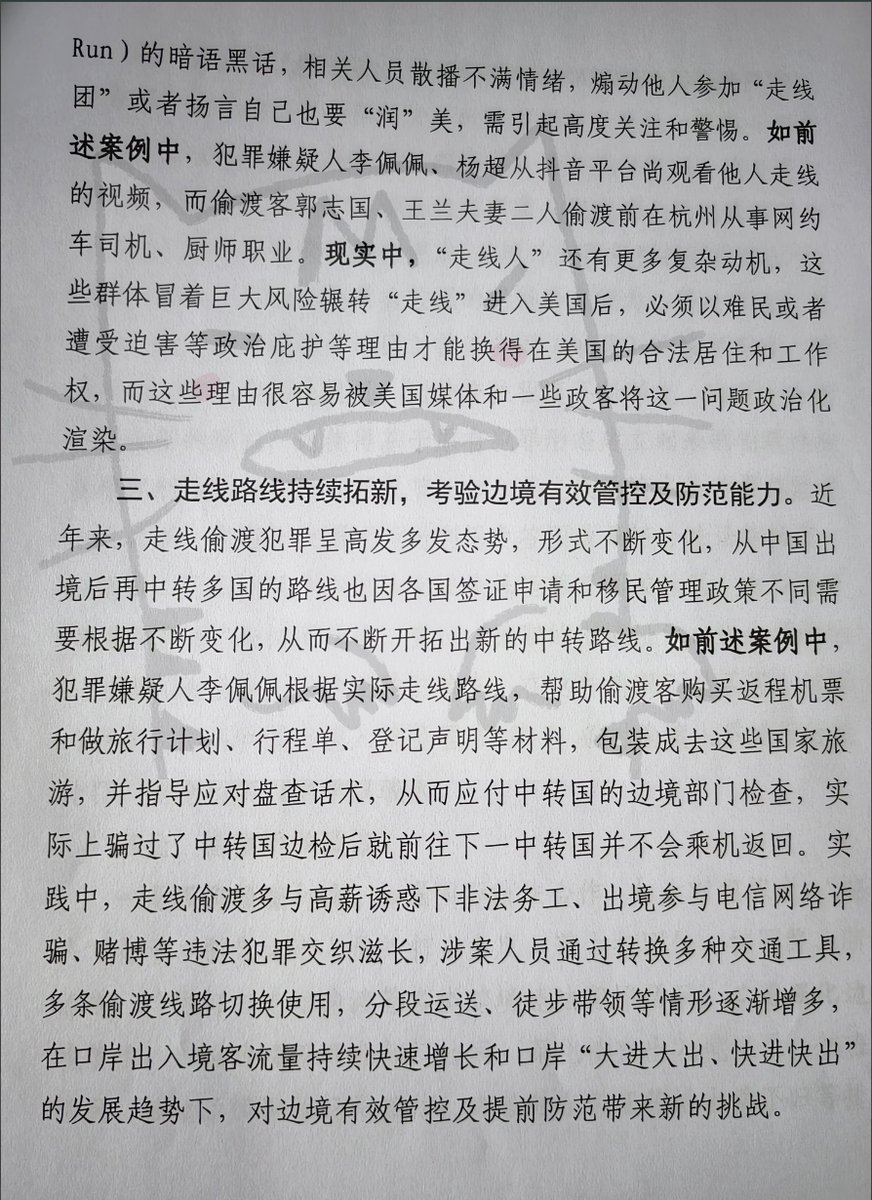 Run）的暗语黑话，相关人员散播不满情绪，煽动他人参加“走线
团”或者扬言自己也要“润”美，需引起高度关注和警惕。如前
述案例中，犯罪嫌疑人李佩佩、杨超从抖音平台尚观看他人走线
的视频，而偷渡客郭志国、王兰夫妻二人偷渡前在杭州从事网约
车司机、厨师职业。现实中，“走线人”还有更多复杂动机，这
些群体冒着巨大风险辗转“走线”进入美国后，必须以难民或者
遭受迫害等政治庇护等理由才能换得在美国的合法居住和工作
权，而这些理由很容易被美国媒体和一些政客将这一问题政治化
渲染。
三、走线路线持续拓新，考验边境有效管控及防范能力。近
年来，走线偷渡犯罪呈高发多发态势，形式不断变化，从中国出
境后再中转多国的路线也因各国签证申请和移民管理政策不同需
要根据不断变化，从而不断开拓出新的中转路线。如前述案例中，
犯罪嫌疑人李佩佩根据实际走线路线，帮助偷渡客购买返程机票
和做旅行计划、行程单、登记声明等材料，包装成去这些国家旅
游，并指导应对盘查话术，从而应付中转国的边境部门检查，实
际上骗过了中转国边检后就前往下一中转国并不会乘机返回。实
践中，走线偷渡多与高薪诱惑下非法务工、出境参与电信网络诈
骗、赌博等违法犯罪交织滋长，涉案人员通过转换多种交通工具，
多条偷渡线路切换使用，分段运送、徒步带领等情形逐渐增多，
在口岸出入境客流量持续快速增长和口岸“大进大出、快进快出”
的发展趋势下，对边境有效管控及提前防范带来新的挑战。